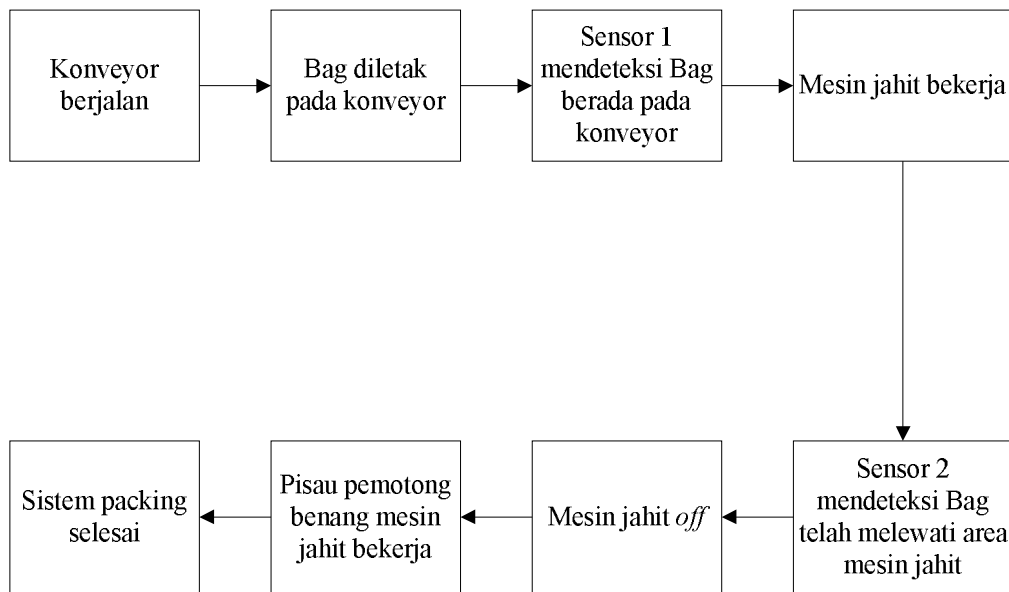 Konveyor
berjalan
Bag diletak
pada konveyor
Sensor 1
mendeteksi Bag
berada pada
konveyor
Mesin jahit bekerja
Sensor 2
mendeteksi Bag
telah melewati area
mesin jahit
Mesin jahit off
Pisau pemotong
benang mesin
jahit bekerja
Sistem packing
selesai